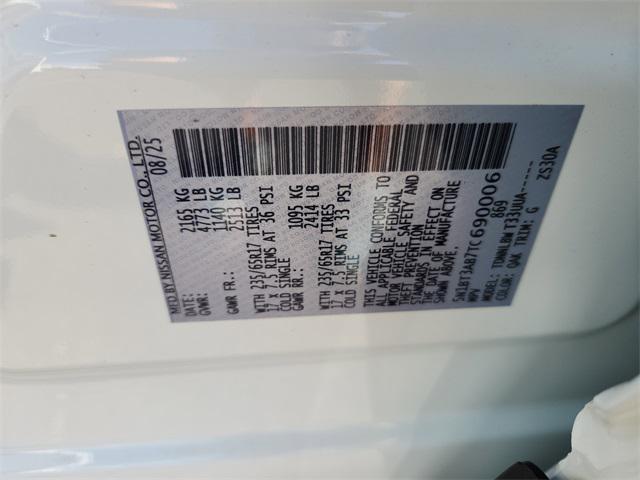 MFD BY NISSAN MOTOR CO., LTD.
DATE: 08/25
GVWR: 2165 KG
4773 LB
GAWR FR.: 1140 KG
2513 LB
WITH 235/65R17 TIRES
17 X 7.5 RIMS AT 36 PSI
COLD SINGLE
GAWR RR.: 1095 KG
2414 LB
WITH 235/65R17 TIRES
17 X 7.5 RIMS AT 33 PSI
COLD SINGLE
THIS VEHICLE CONFORMS TO
ALL APPLICABLE FEDERAL
MOTOR VEHICLE SAFETY AND
THEFT PREVENTION
STANDARDS IN EFFECT ON
THE DATE OF MANUFACTURE
SHOWN ABOVE.
TC690006
MPV 869
MODEL:
COLOR: QAK TRIM: G ZS30A